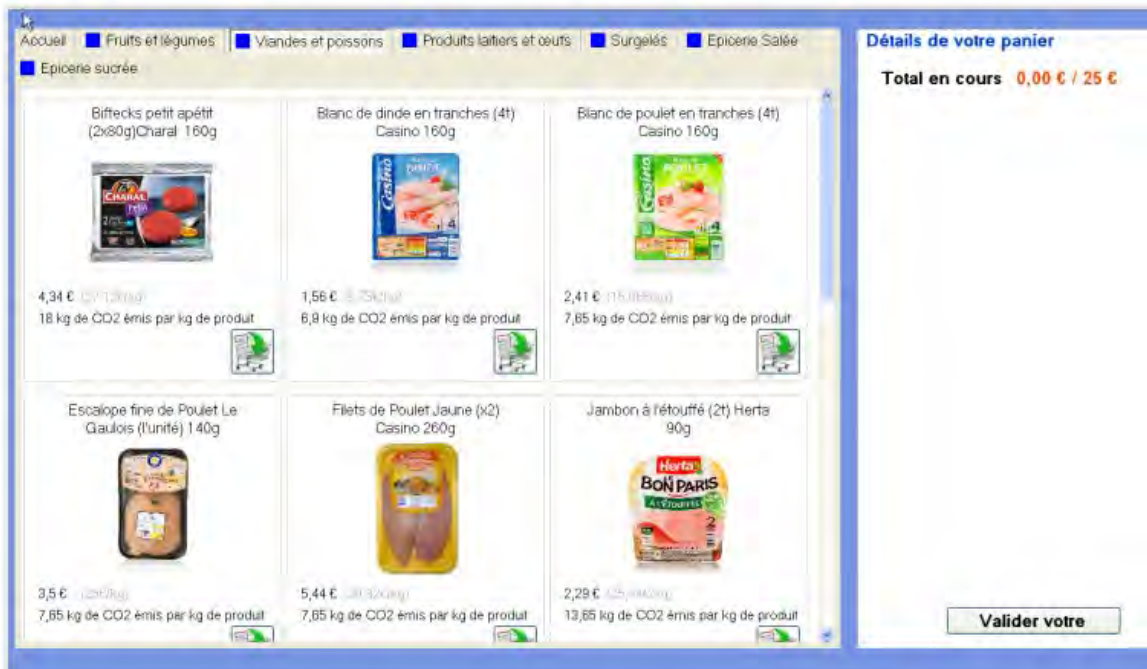 Accueil Fruits et légumes Viandes et poissons Produits laitiers et œufs Surgelés Epicerie Salée
Epicerie sucrée
Détails de votre panier
Total en cours 0,00 € / 25 €
Biftecks petit apétit
(2x80g)Charal 160g
Blanc de dinde en tranches (4t)
Casino 160g
Blanc de poulet en tranches (4t)
Casino 160g
CHARAL
Casino
Casino
4,34 €
18 kg de CO2 émis par kg de produit
1,56 €
6,9 kg de CO2 émis par kg de produit
2,41 €
7,65 kg de CO2 émis par kg de produit
Escalope fine de Poulet Le
Gaulois (l'unité) 140g
Filets de Poulet Jaune (x2)
Casino 260g
Jambon à l'étouffé (2t) Herta
90g
Herta
LE
BON PARIS
A L'ÉTOUFFÉE
3,5 €
7,65 kg de CO2 émis par kg de produit
5,44 €
7,65 kg de CO2 émis par kg de produit
2,29 €
13,65 kg de CO2 émis par kg de produit
Valider votre